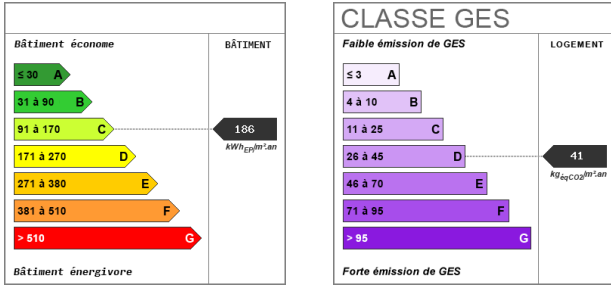 Bâtiment économe
BÂTIMENT
≤ 30 A
31 à 90 B
91 à 170 C
186
kWhEP/m².an
171 à 270 D
271 à 380 E
381 à 510 F
> 510 G
Bâtiment énergivore
CLASSE GES
Faible émission de GES
LOGEMENT
≤ 3 A
4 à 10 B
11 à 25 C
26 à 45 D
41
kgéqCO2/m².an
46 à 70 E
71 à 95 F
> 95 G
Forte émission de GES